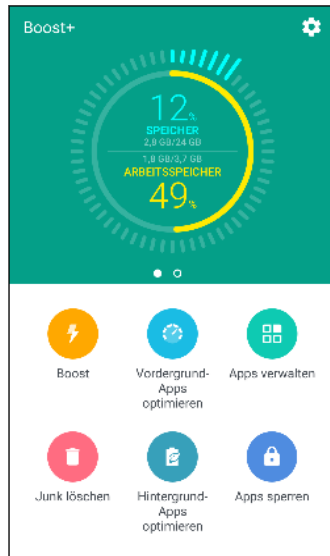 Boost+
12%
SPEICHER
2,9 GB/24 GB
1,8 GB/3,7 GB
ARBEITSSPEICHER
49%
Boost
Vordergrund-
Apps
optimieren
Apps verwalten
Junk löschen
Hintergrund-
Apps
optimieren
Apps sperren